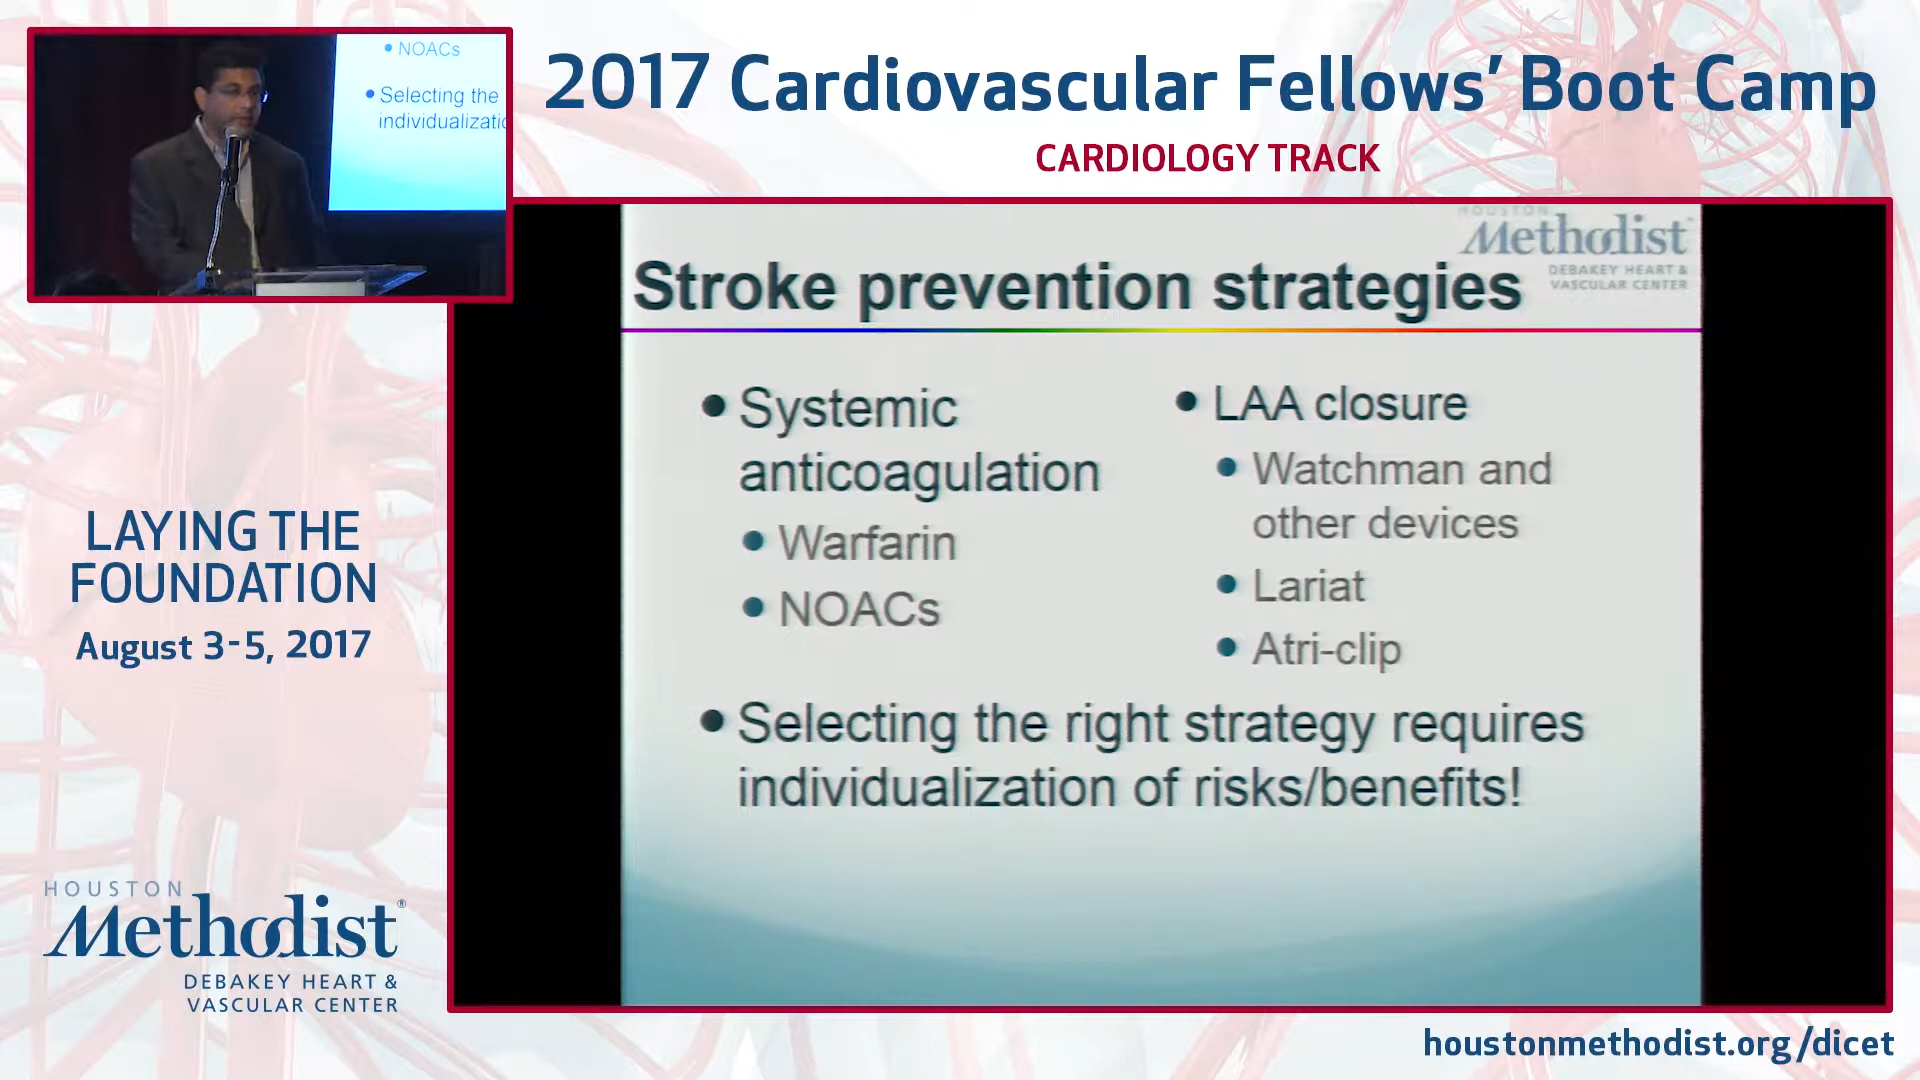 • NOACs
• Selecting the
individualizatio
2017 Cardiovascular Fellows' Boot Camp
CARDIOLOGY TRACK
HOUSTON
Methodist
DEBAKEY HEART &
VASCULAR CENTER
Stroke prevention strategies
• Systemic
anticoagulation
• Warfarin
• NOACs
• LAA closure
• Watchman and
other devices
• Lariat
• Atri-clip
• Selecting the right strategy requires
individualization of risks/benefits!
LAYING THE
FOUNDATION
August 3-5, 2017
HOUSTON
Methodist®
DEBAKEY HEART &
VASCULAR CENTER
houstonmethodist.org/dicet